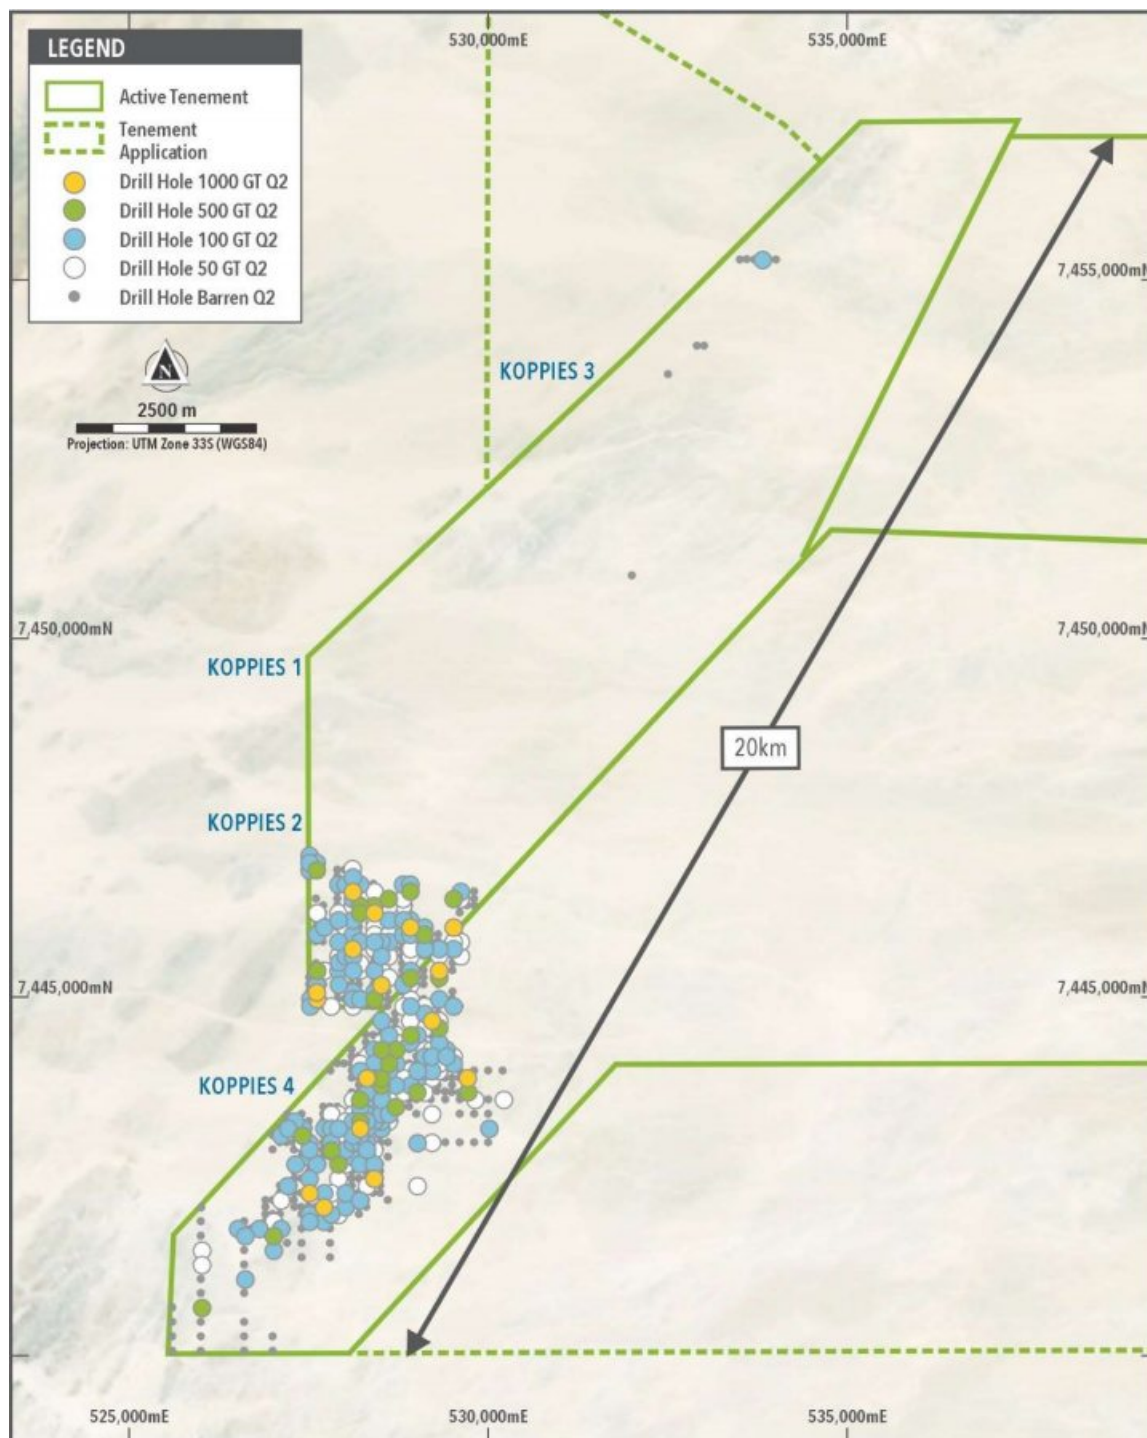 530,000mE
535,000mE
LEGEND
Active Tenement
Tenement
Application
Drill Hole 1000 GT Q2
Drill Hole 500 GT Q2
Drill Hole 100 GT Q2
Drill Hole 50 GT Q2
Drill Hole Barren Q2
7,455,000mN
N
2500 m
Projection: UTM Zone 33S (WGS84)
KOPPIES 3
7,450,000mN
7,450,000mN
KOPPIES 1
20km
KOPPIES 2
7,445,000mN
7,445,000mN
KOPPIES 4
525,000mE
530,000mE
535,000mE